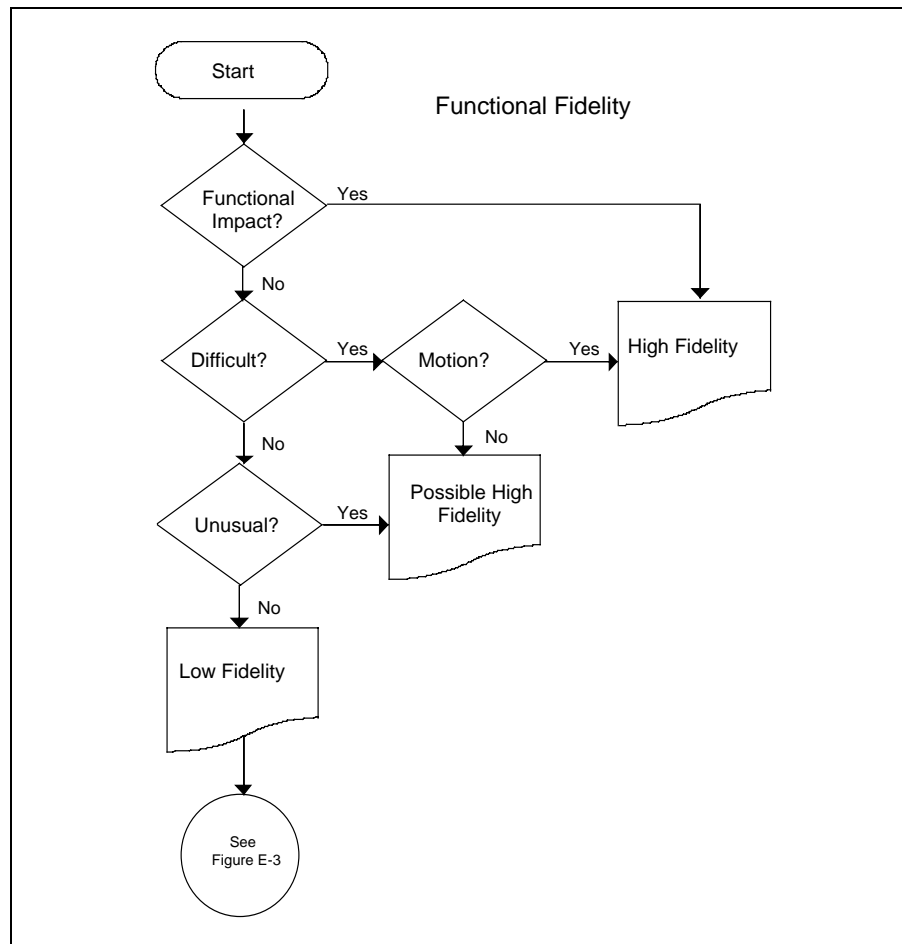 Start
Functional Fidelity
Functional
Impact?
Yes
No
Difficult?
Yes
Motion?
Yes
High Fidelity
No
No
Unusual?
Yes
Possible High
Fidelity
No
Low Fidelity
See
Figure E-3